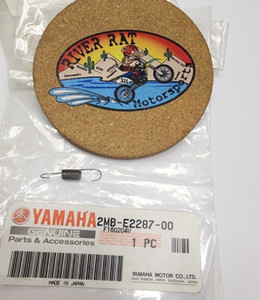 RIVER RAT
Motorsports
YAMAHA
2MB-E2287-00
GENUINE
Parts & Accessories
F160204U
1 PC
YAMAHA MOTOR CO., LTD.
MADE IN JAPAN